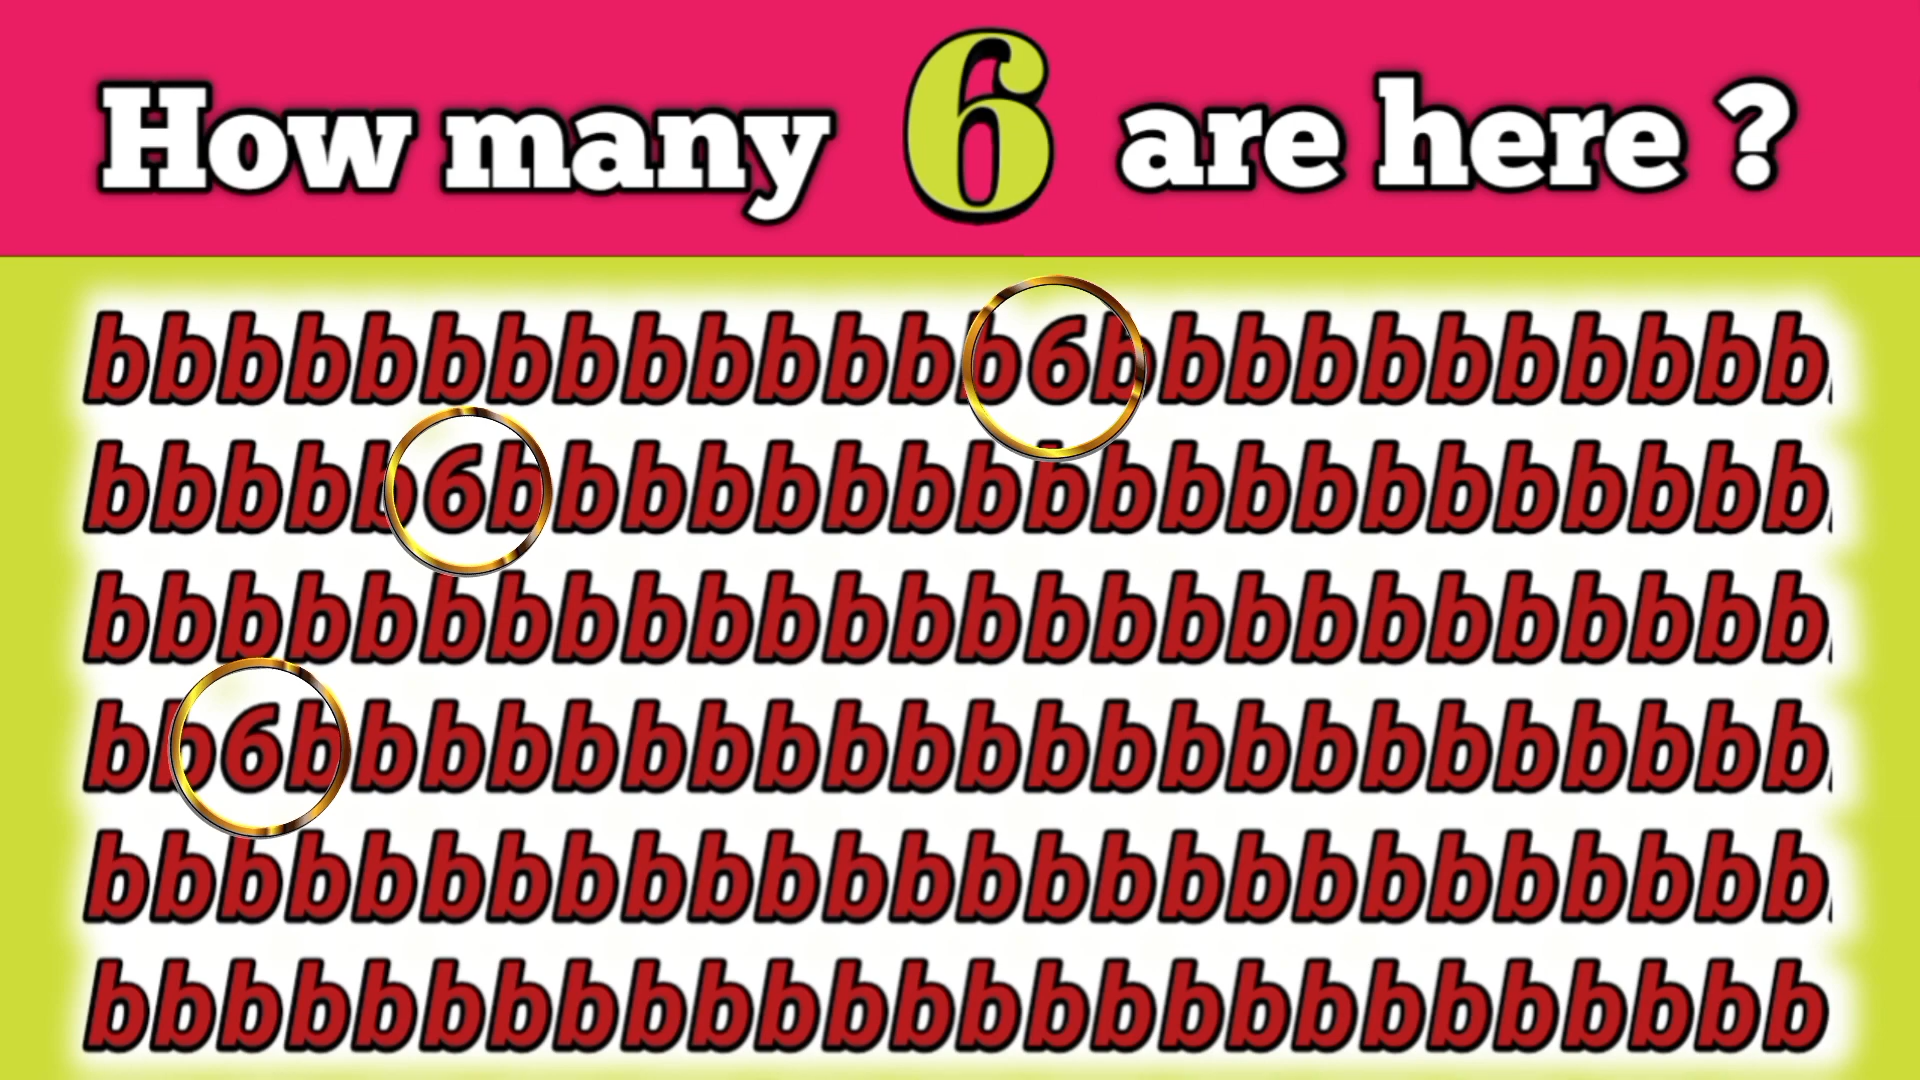 How many 6 are here ?
bbbbbbbbbbbbbb6bbbbbbbbbbb
bbbbb6bbbbbbbbbbbbbbbbbbbb
bbbbbbbbbbbbbbbbbbbbbbbbbb
bb6bbbbbbbbbbbbbbbbbbbbbbb
bbbbbbbbbbbbbbbbbbbbbbbbbb
bbbbbbbbbbbbbbbbbbbbbbbbbb